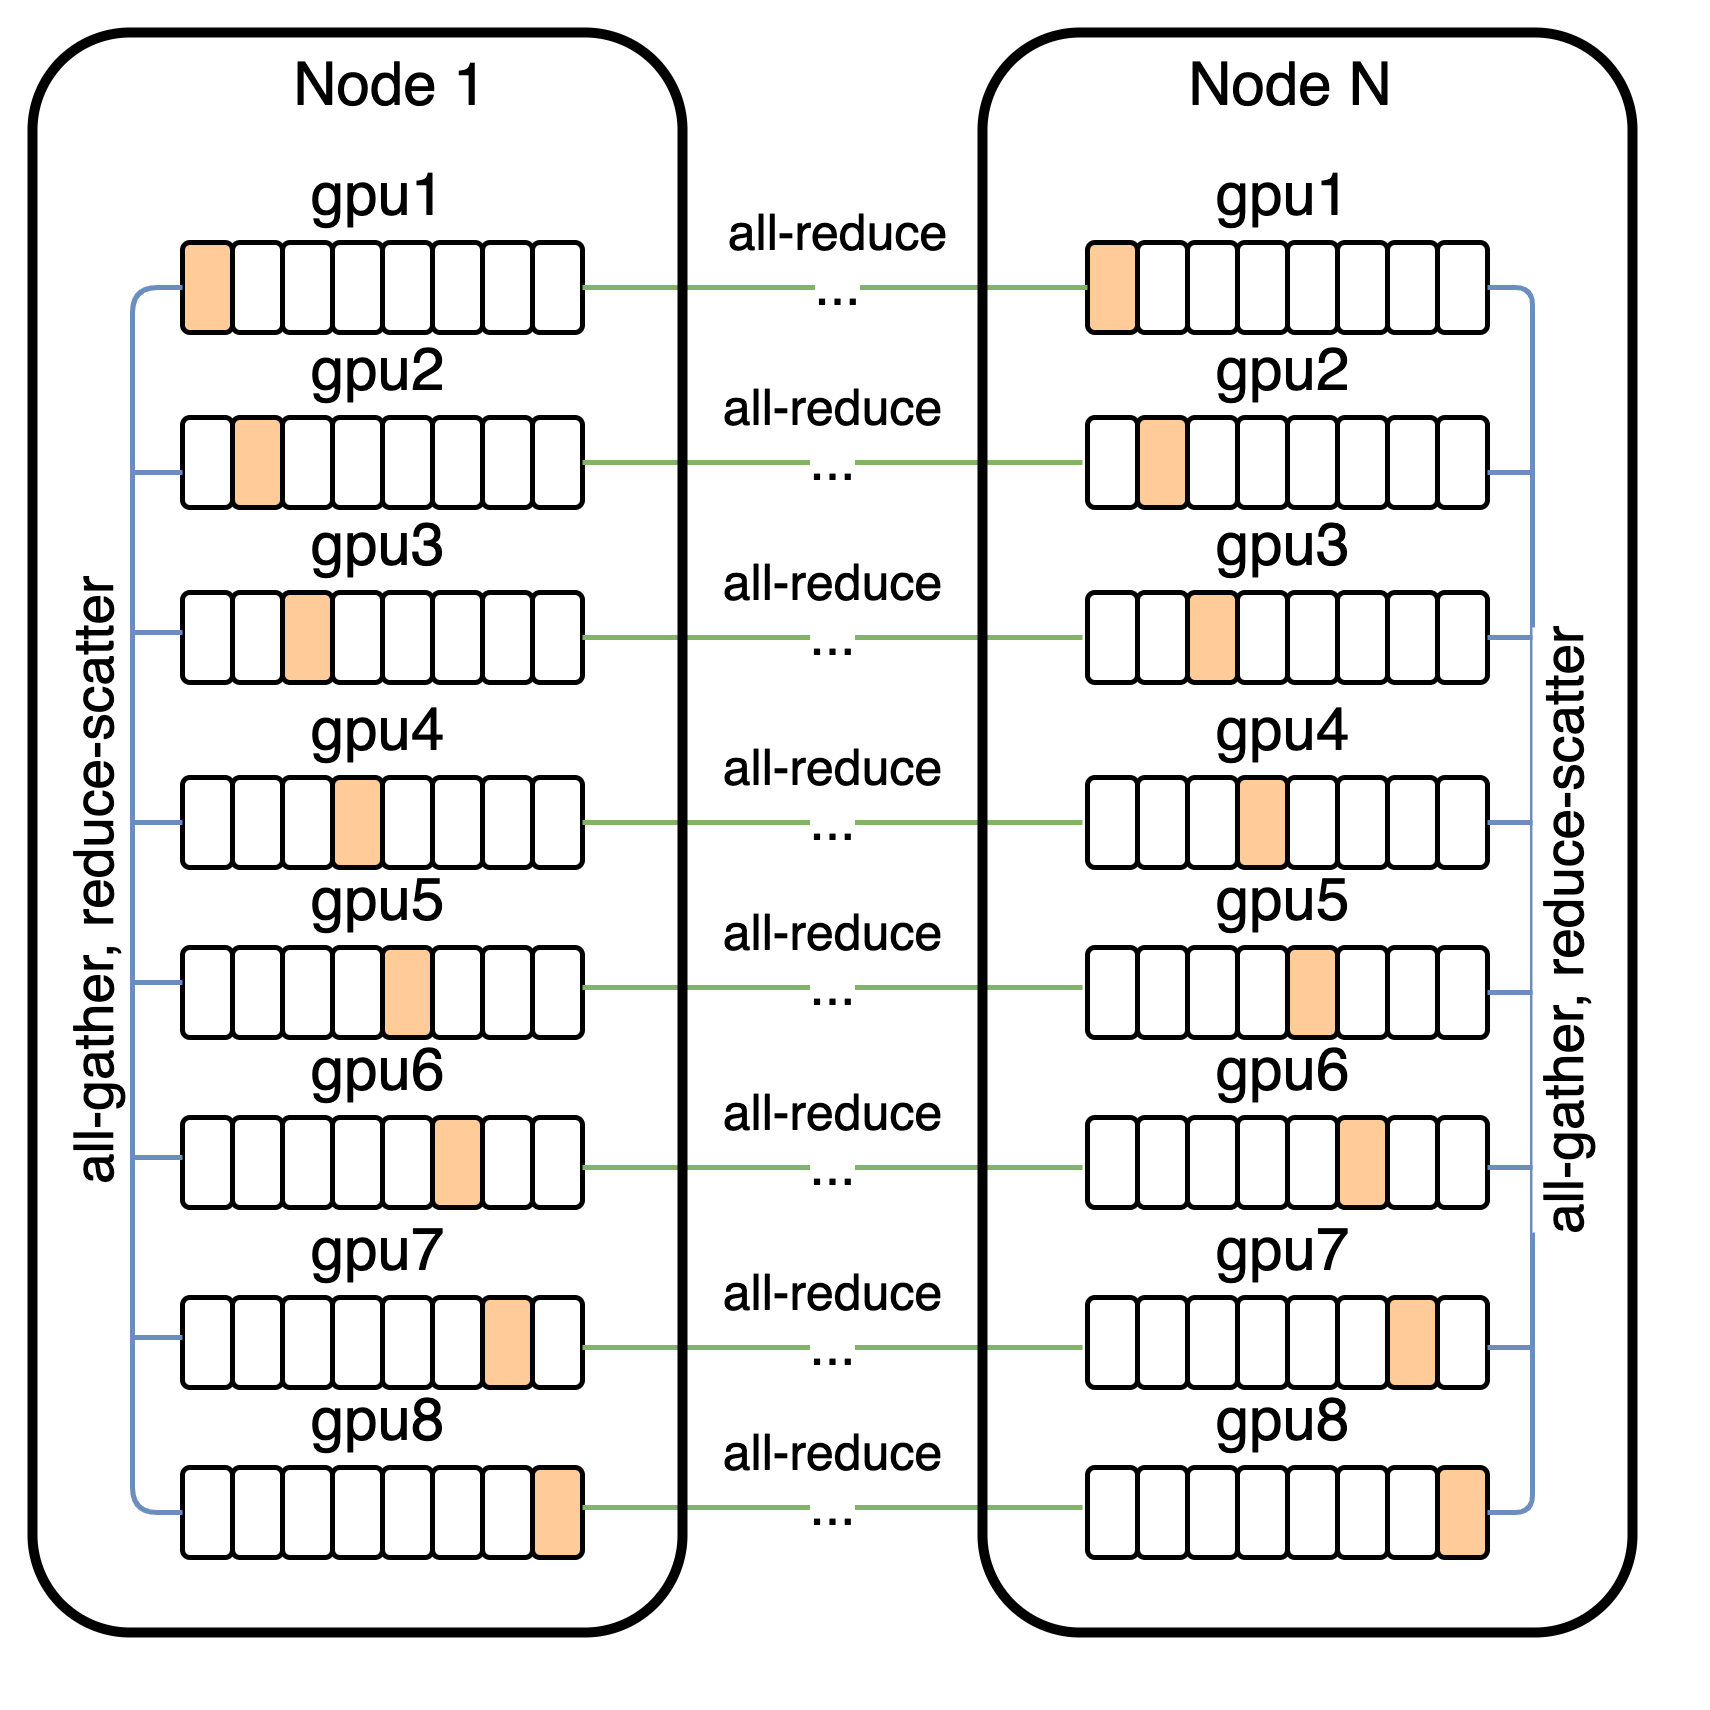 Node 1
Node N
gpu1
all-reduce
gpu1
...
gpu2
all-reduce
gpu2
...
gpu3
all-reduce
gpu3
...
gpu4
all-reduce
gpu4
...
gpu5
all-reduce
gpu5
...
gpu6
all-reduce
gpu6
...
gpu7
all-reduce
gpu7
...
gpu8
all-reduce
gpu8
...
all-gather, reduce-scatter
all-gather, reduce-scatter